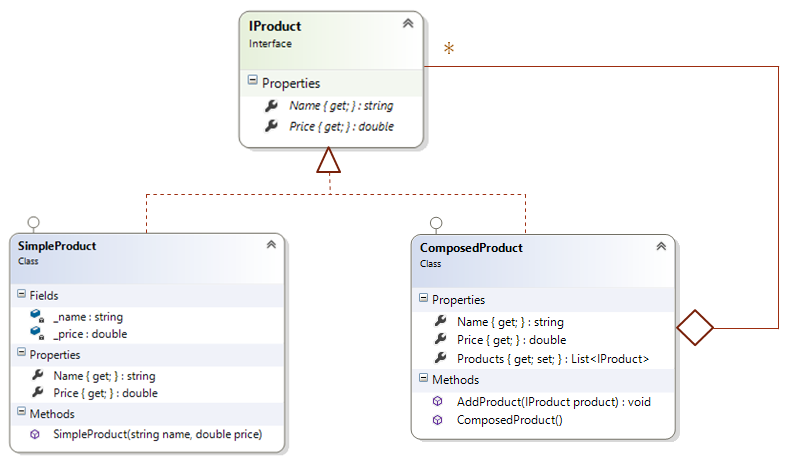 IProduct
Interface
*
Properties
Name { get; } : string
Price { get; } : double
SimpleProduct
Class
Fields
_name : string
_price : double
Properties
Name { get; } : string
Price { get; } : double
Methods
SimpleProduct(string name, double price)
ComposedProduct
Class
Properties
Name { get; } : string
Price { get; } : double
Products { get; set; } : List<IProduct>
Methods
AddProduct(IProduct product) : void
ComposedProduct()